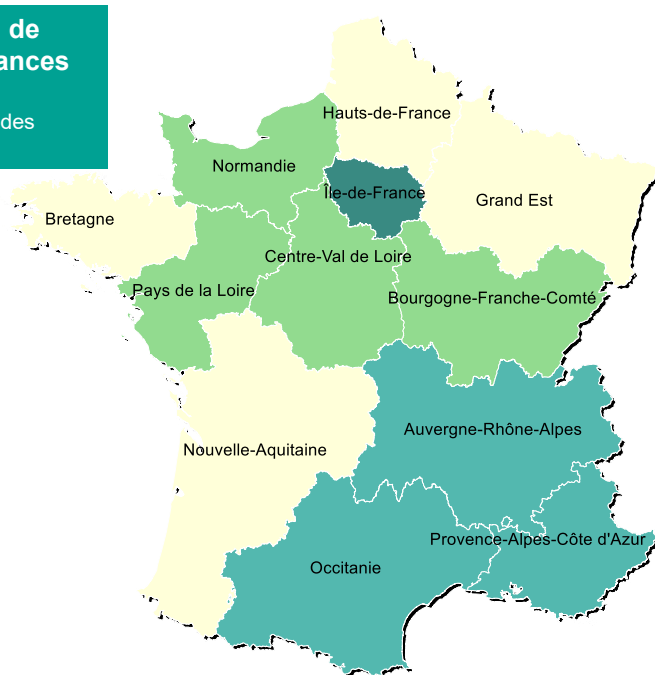 de
ances
des
Hauts-de-France
Normandie
Île-de-France
Grand Est
Bretagne
Centre-Val de Loire
Pays de la Loire
Bourgogne-Franche-Comté
Auvergne-Rhône-Alpes
Nouvelle-Aquitaine
Provence-Alpes-Côte d'Azur
Occitanie